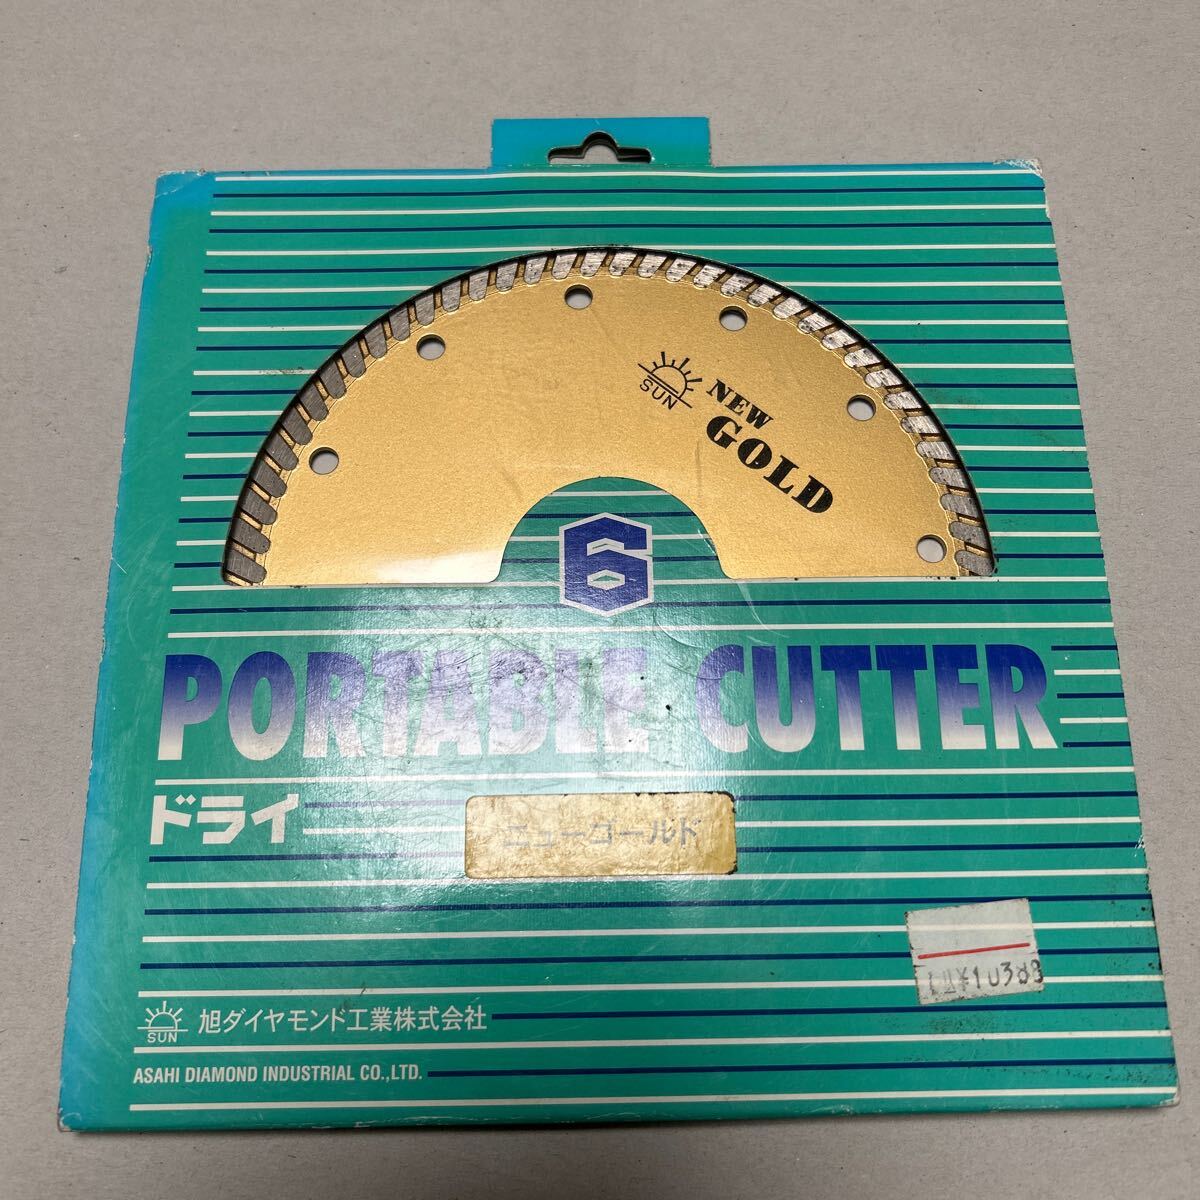 SUN
NEW
GOLD
6
PORTABLE CUTTER
ドライ
ニューゴールド
SUN
旭ダイヤモンド工業株式会社
ASAHI DIAMOND INDUSTRIAL CO.,LTD.